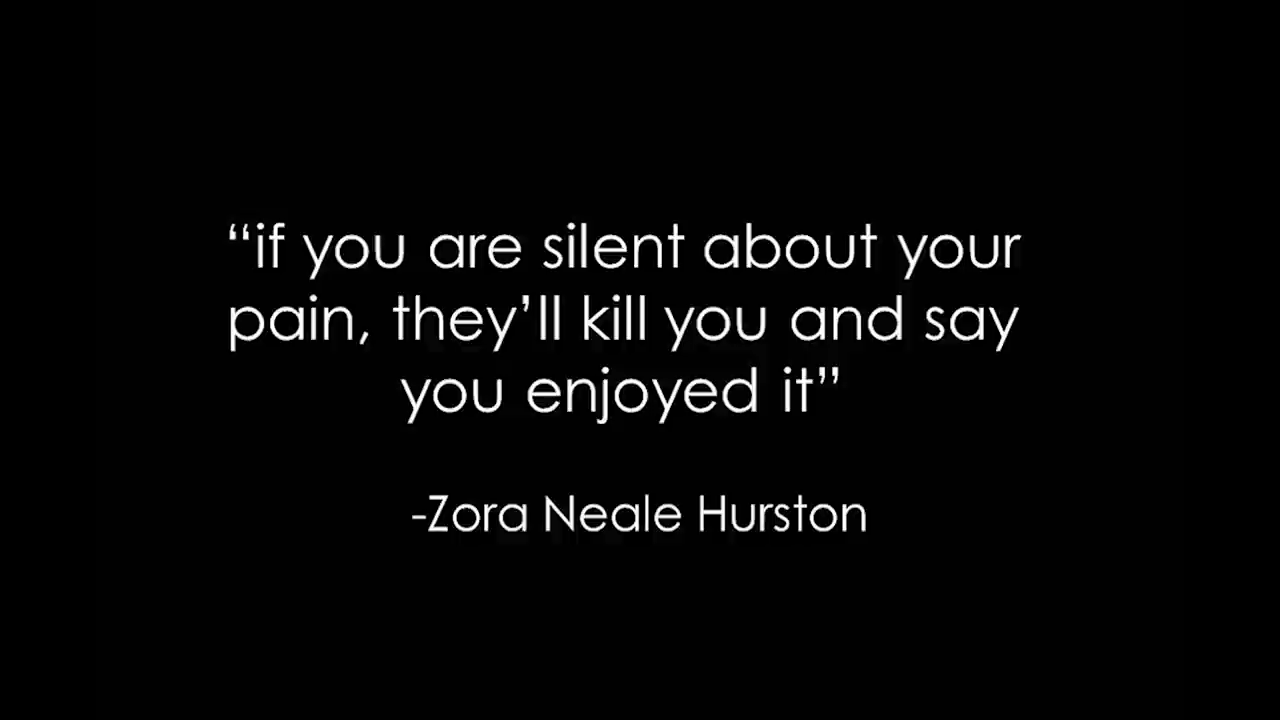 “if you are silent about your
pain, they’ll kill you and say
you enjoyed it”
-Zora Neale Hurston